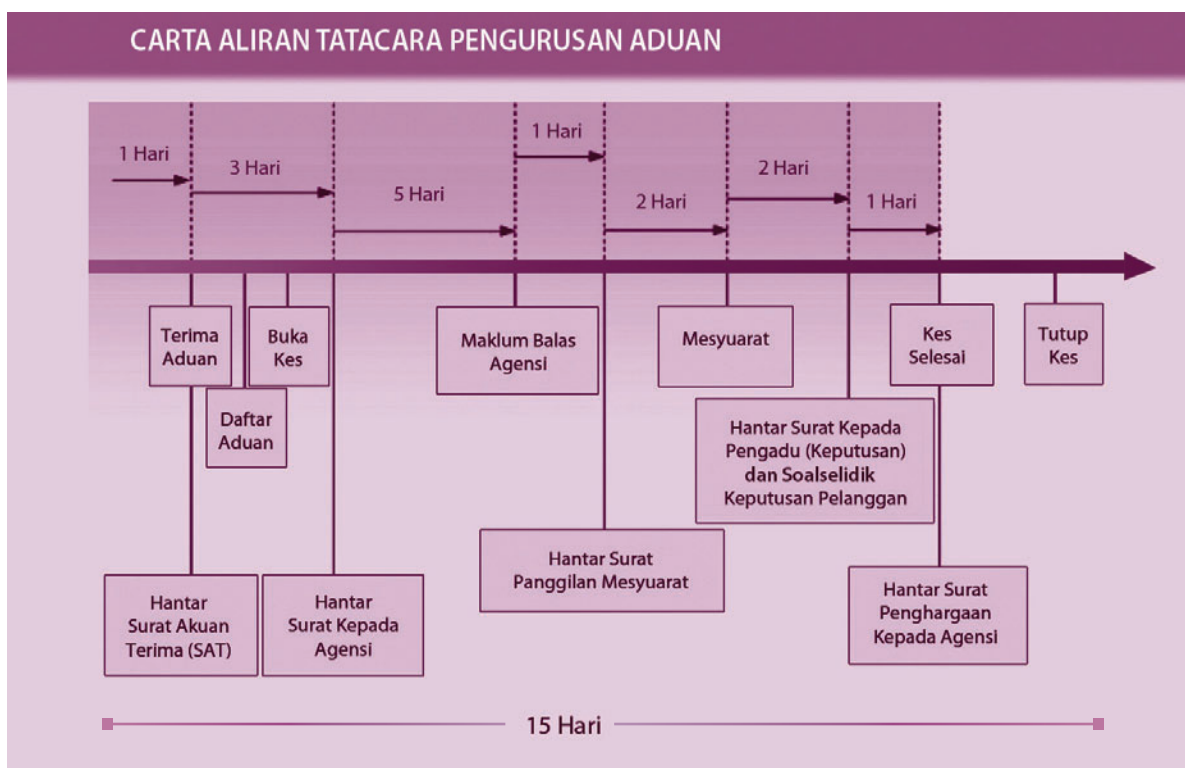 CARTA ALIRAN TATACARA PENGURUSAN ADUAN
1 Hari
3 Hari
5 Hari
1 Hari
2 Hari
2 Hari
1 Hari
Terima
Aduan
Daftar
Aduan
Buka
Kes
Maklum Balas
Agensi
Mesyuarat
Kes
Selesai
Tutup
Kes
Hantar Surat Kepada
Pengadu (Keputusan)
dan Soalselidik
Keputusan Pelanggan
Hantar Surat
Panggilan Mesyuarat
Hantar
Surat Akuan
Terima (SAT)
Hantar
Surat Kepada
Agensi
Hantar Surat
Penghargaan
Kepada Agensi
15 Hari